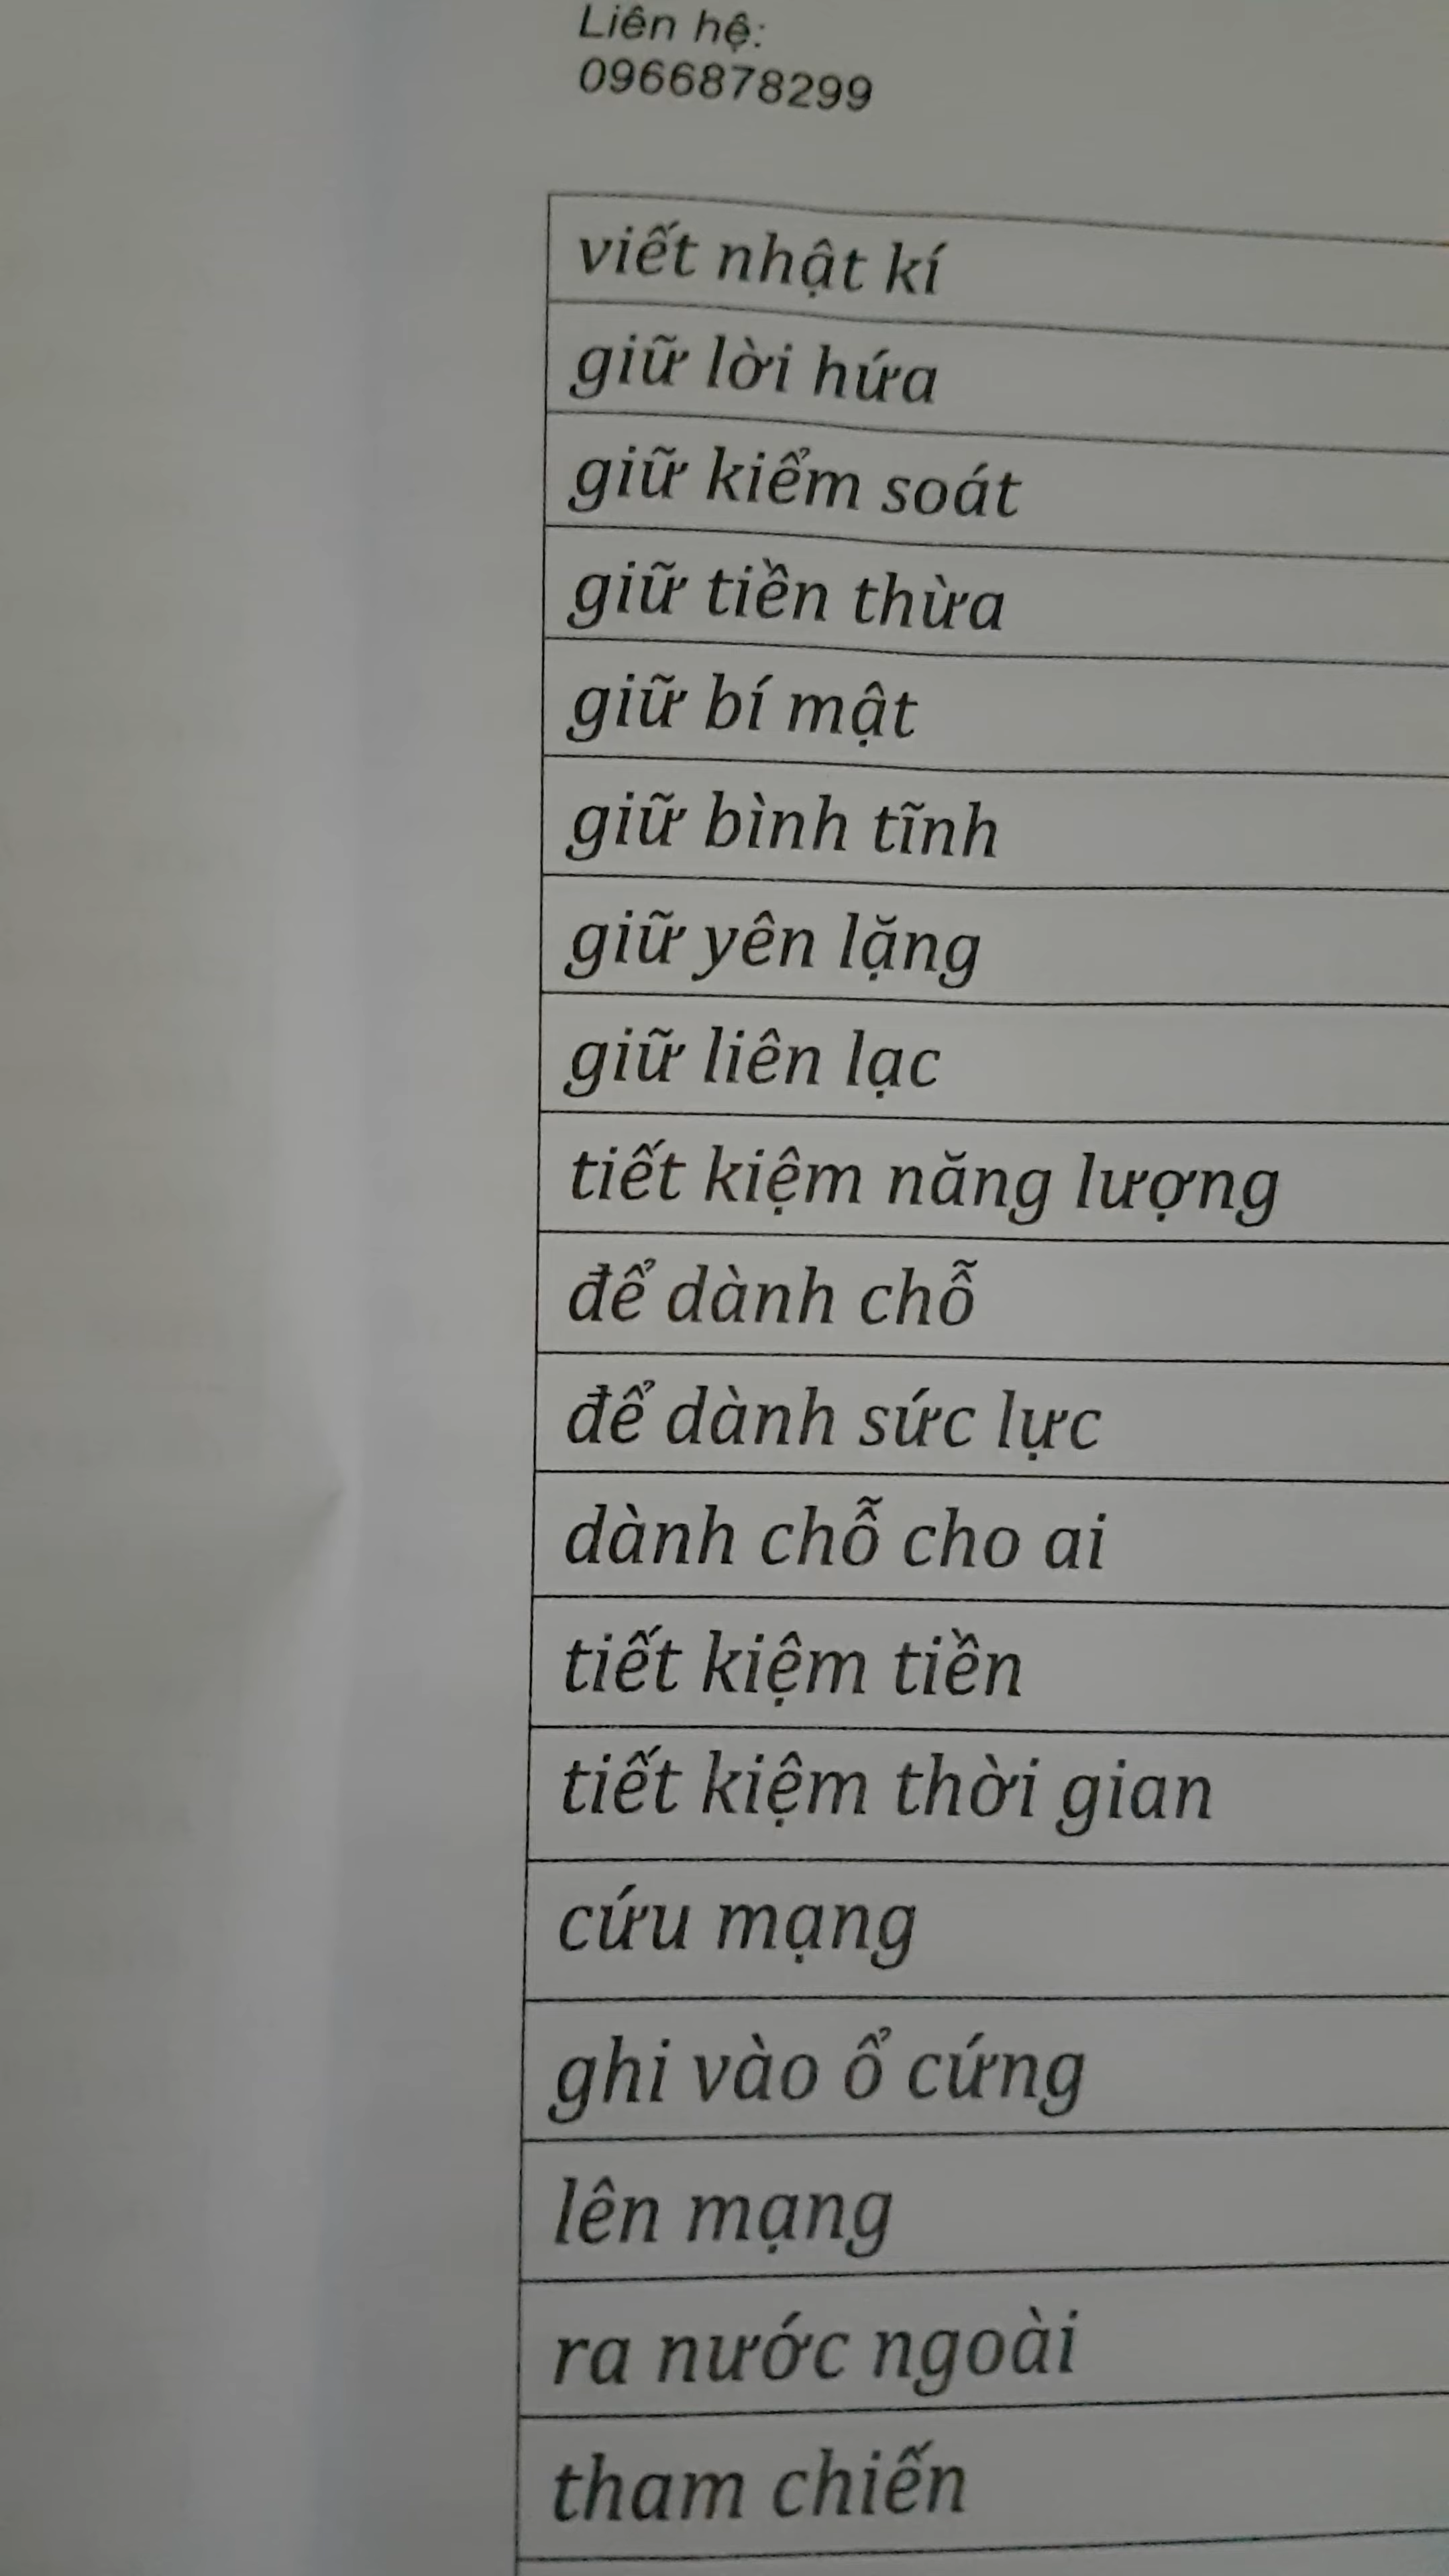 Liên hệ:
0966878299
viết nhật kí
giữ lời hứa
giữ kiểm soát
giữ tiền thừa
giữ bí mật
giữ bình tĩnh
giữ yên lặng
giữ liên lạc
tiết kiệm năng lượng
để dành chỗ
để dành sức lực
dành chỗ cho ai
tiết kiệm tiền
tiết kiệm thời gian
cứu mạng
ghi vào ổ cứng
lên mạng
ra nước ngoài
tham chiến